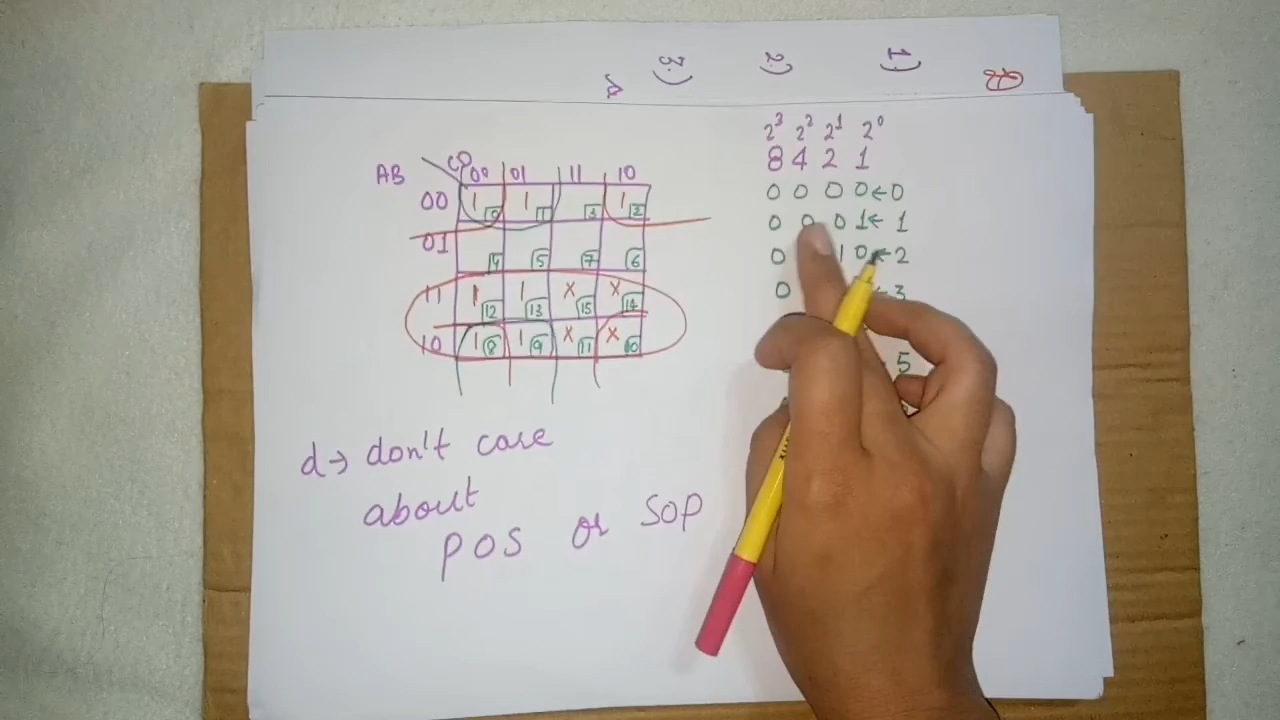 1.) 2.) 3.)
2³ 2² 2¹ 2⁰
8 4 2 1
0 0 0 0 ← 0
0 0 0 1 ← 1
0 1 0 ← 2
0 ← 3
5
CD
AB 00 01 11 10
00 1 0 1 1 3 1 2
01 4 5 7 6
11 1 12 1 13 X 15 X 14
10 1 8 1 9 X 11 X 10
d → don't care
about
POS or SOP